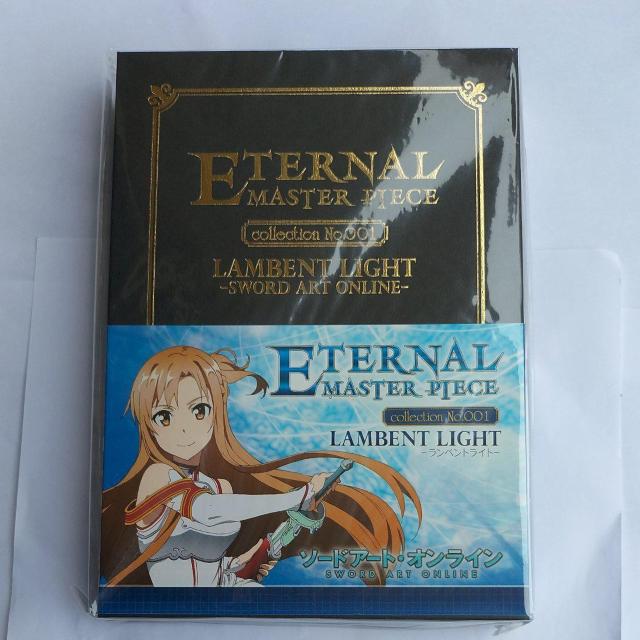 ETERNAL
MASTER PIECE
collection No.001
LAMBENT LIGHT
-SWORD ART ONLINE-
ETERNAL
MASTER PIECE
collection No.001
LAMBENT LIGHT
-ランベントライト-
ソードアート・オンライン
SWORD ART ONLINE